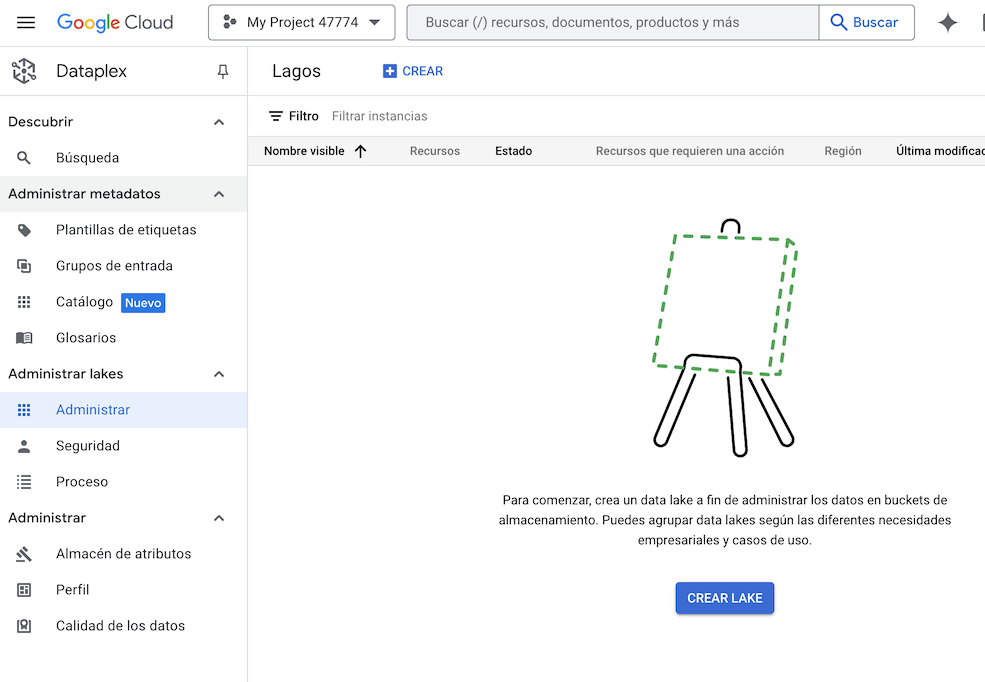 Google Cloud
My Project 47774
Buscar (/) recursos, documentos, productos y más
Buscar
Dataplex
Lagos
CREAR
Descubrir
Búsqueda
Administrar metadatos
Plantillas de etiquetas
Grupos de entrada
Catálogo Nuevo
Glosarios
Administrar lakes
Administrar
Seguridad
Proceso
Administrar
Almacén de atributos
Perfil
Calidad de los datos
Filtro Filtrar instancias
Nombre visible Recursos Estado Recursos que requieren una acción Región Última modificac
Para comenzar, crea un data lake a fin de administrar los datos en buckets de
almacenamiento. Puedes agrupar data lakes según las diferentes necesidades
empresariales y casos de uso.
CREAR LAKE